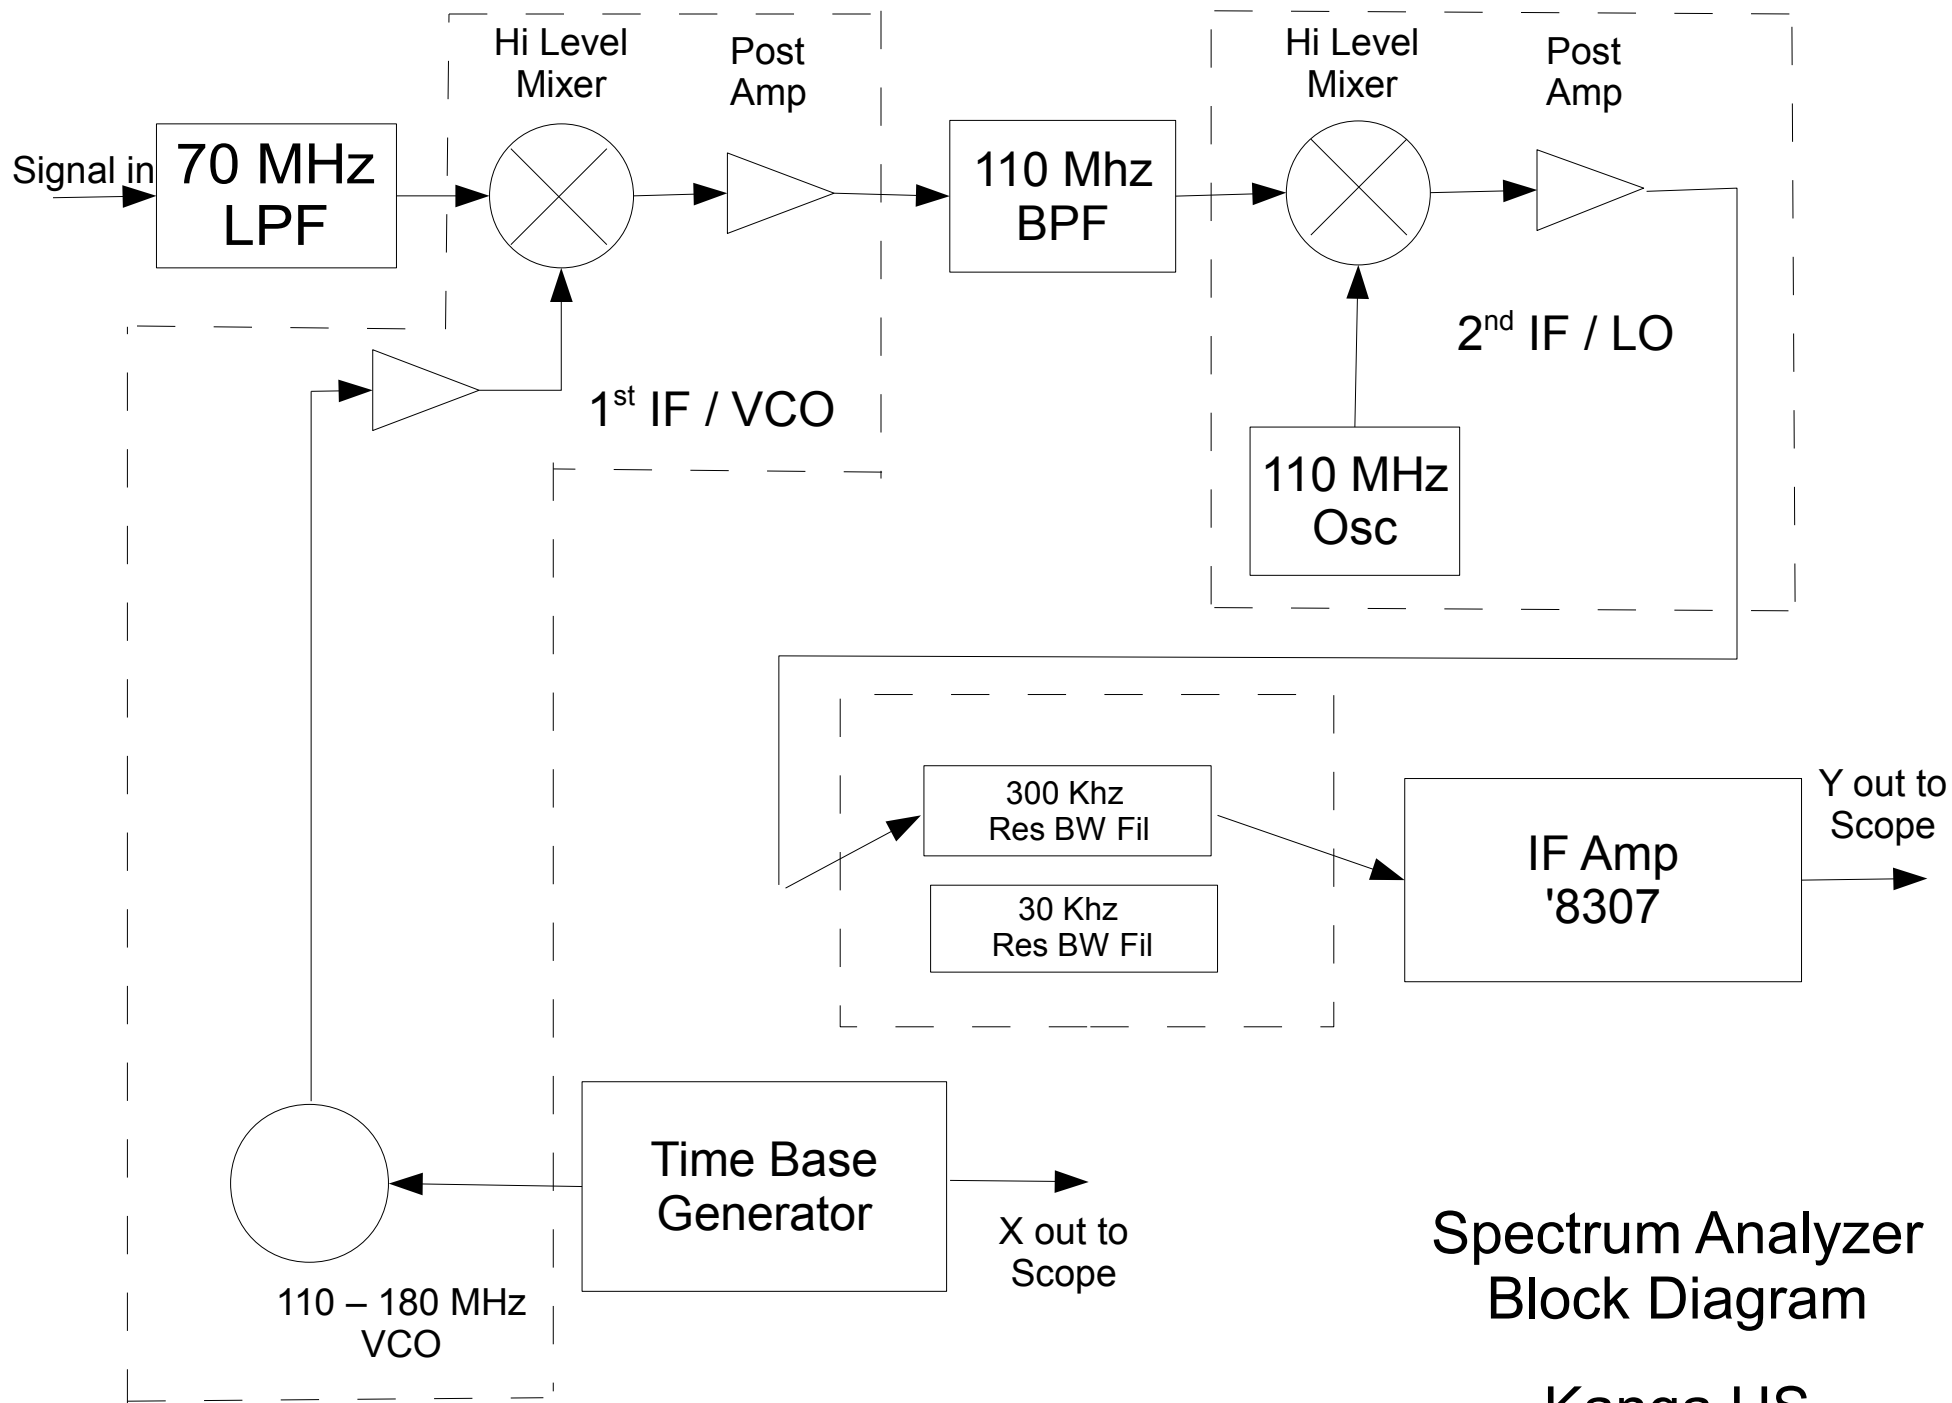 Hi Level
Mixer
Post
Amp
Hi Level
Mixer
Post
Amp
Signal in
70 MHz
LPF
110 Mhz
BPF
2nd IF / LO
1st IF / VCO
110 MHz
Osc
300 Khz
Res BW Fil
30 Khz
Res BW Fil
IF Amp
'8307
Y out to
Scope
Time Base
Generator
X out to
Scope
110 – 180 MHz
VCO
Spectrum Analyzer
Block Diagram
Kanga US